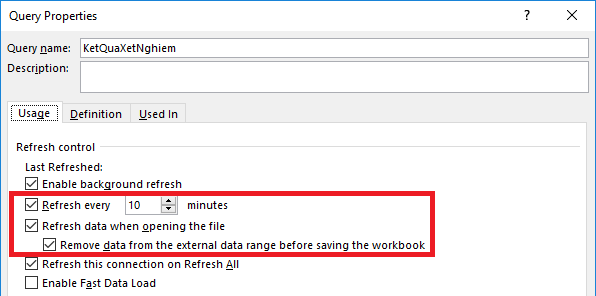 Query Properties
Query name: KetQuaXetNghiem
Description:
Usage Definition Used In
Refresh control
Last Refreshed:
Enable background refresh
Refresh every 10 minutes
Refresh data when opening the file
Remove data from the external data range before saving the workbook
Refresh this connection on Refresh All
Enable Fast Data Load